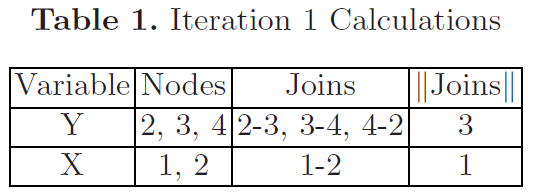 Table 1. Iteration 1 Calculations
Variable Nodes Joins ||Joins||
Y 2, 3, 4 2-3, 3-4, 4-2 3
X 1, 2 1-2 1